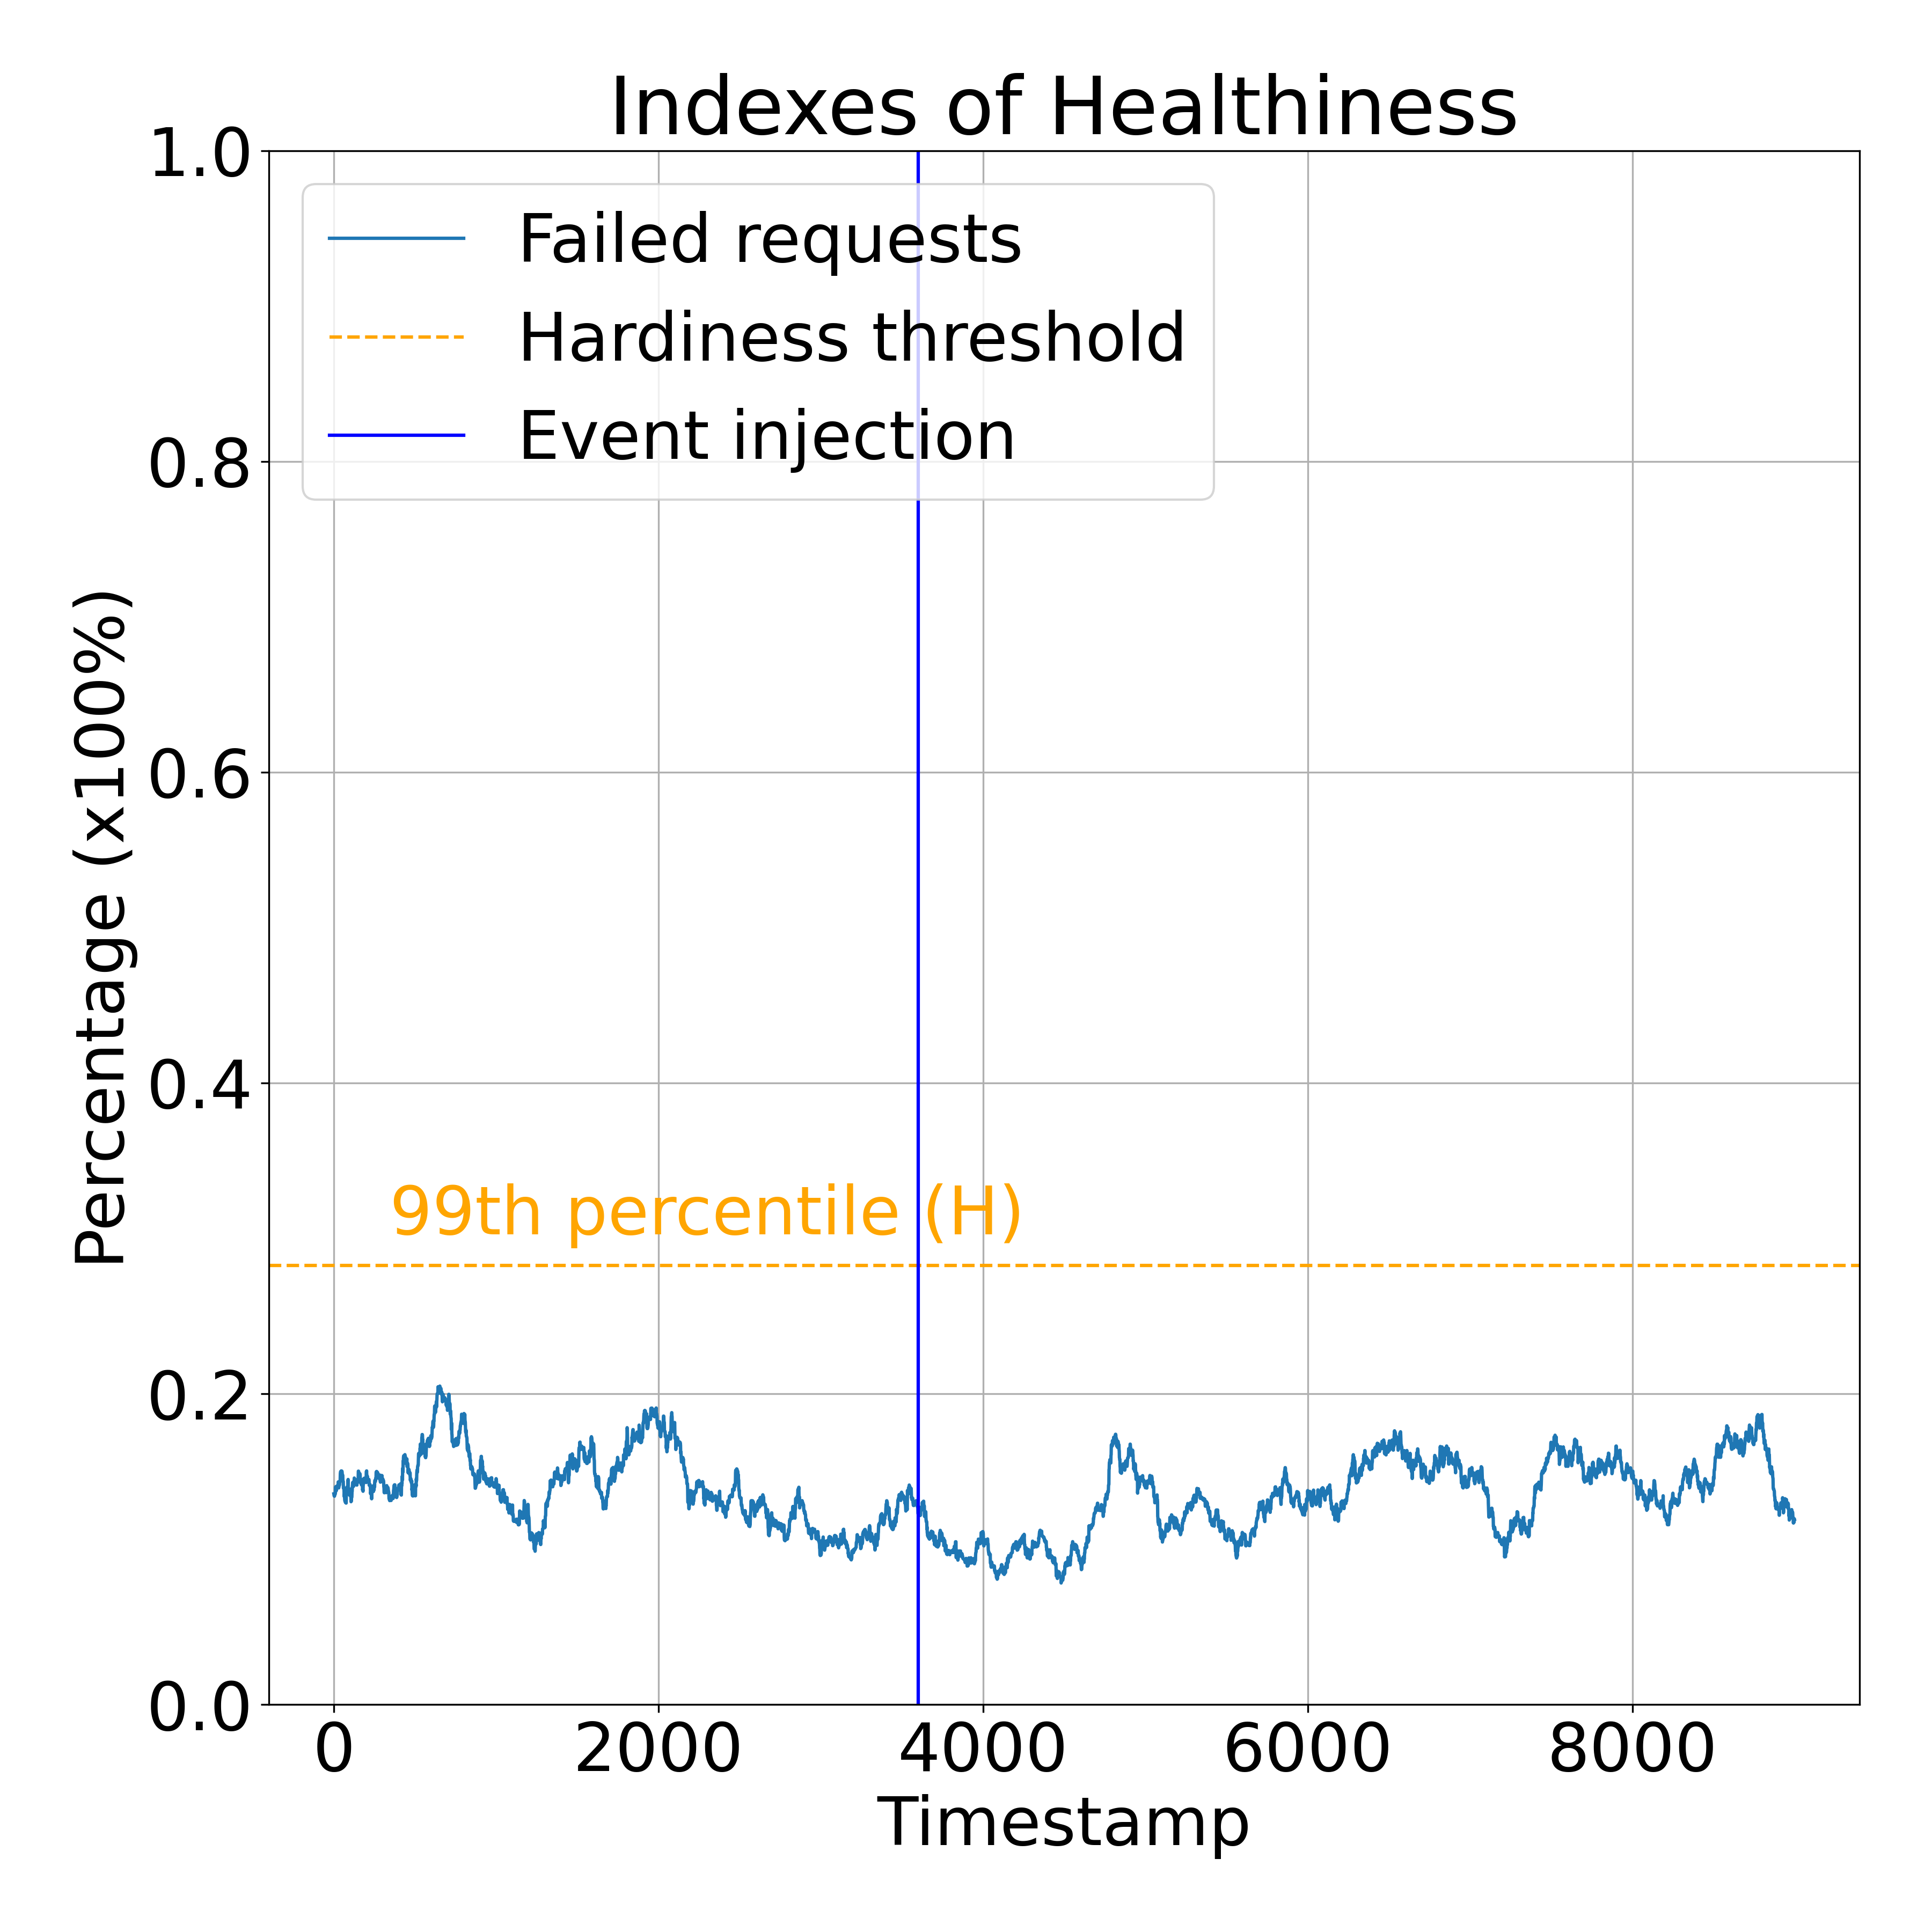 Indexes of Healthiness
1.0
0.8
0.6
0.4
0.2
0.0
Percentage (x100%)
Failed requests
Hardiness threshold
Event injection
99th percentile (H)
0 2000 4000 6000 8000
Timestamp